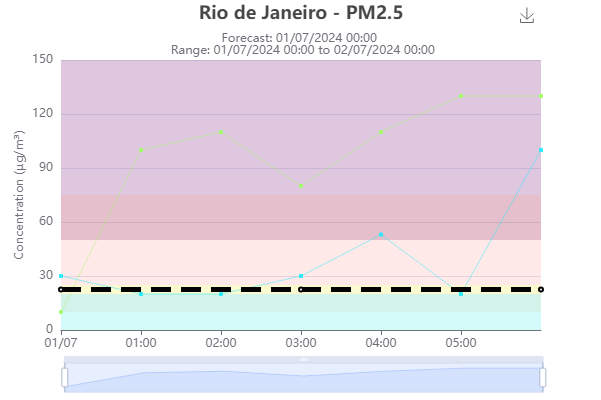 Rio de Janeiro - PM2.5
Forecast: 01/07/2024 00:00
Range: 01/07/2024 00:00 to 02/07/2024 00:00
Concentration (µg/m³)
150
120
90
60
30
0
01/07 01:00 02:00 03:00 04:00 05:00